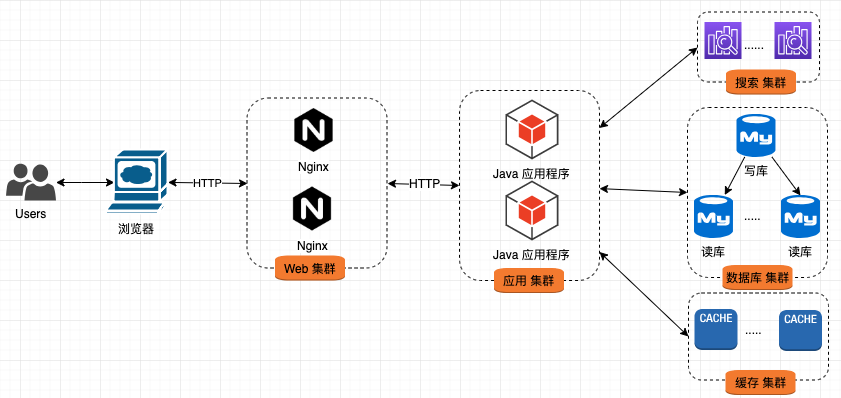 Users
浏览器
HTTP
Nginx
Nginx
Web 集群
HTTP
Java 应用程序
Java 应用程序
应用 集群
......
搜索 集群
My
写库
My
.....
My
读库
读库
数据库 集群
CACHE
.....
CACHE
缓存 集群